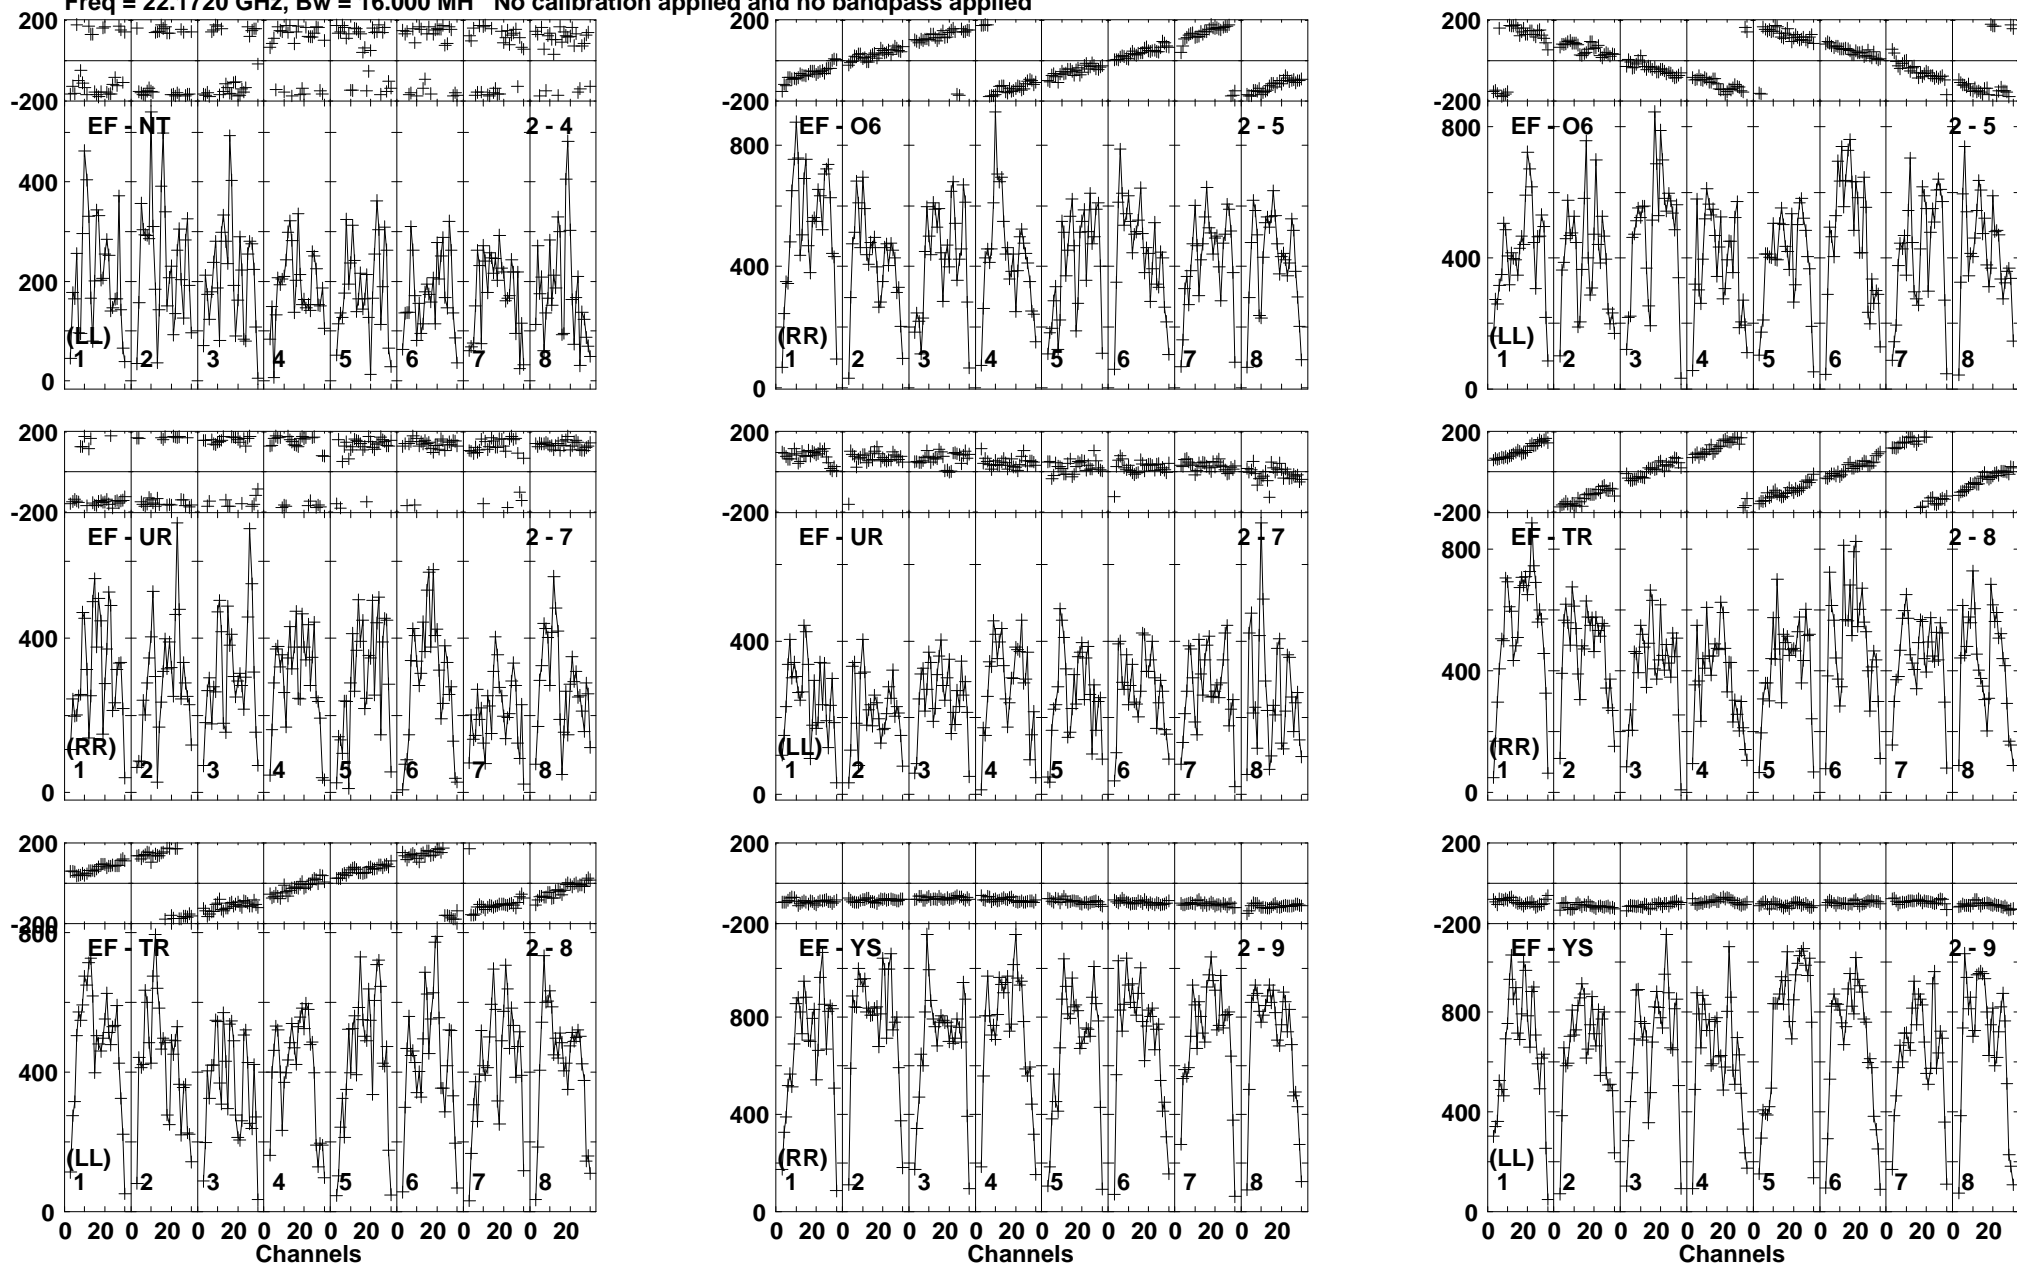 Freq = 22.1720 GHz, Bw = 16.000 MH No calibration applied and no bandpass applied
200 200 200
-200 -200 -200
EF - NT 2 - 4 EF - O6 2 - 5 EF - O6 2 - 5
800 800
400
400 400
200
(LL) (RR) (LL)
1 2 3 4 5 6 7 8 1 2 3 4 5 6 7 8 1 2 3 4 5 6 7 8
0 0 0
200 200 200
-200 -200 -200
EF - UR 2 - 7 EF - UR 2 - 7 EF - TR 2 - 8
800
400 400 400
(RR) (LL) (RR)
1 2 3 4 5 6 7 8 1 2 3 4 5 6 7 8 1 2 3 4 5 6 7 8
0 0 0
200 200 200
-200 -200 -200
800
EF - TR 2 - 8 EF - YS 2 - 9 EF - YS 2 - 9
800 800
400 400 400
(LL) (RR) (LL)
1 2 3 4 5 6 7 8 1 2 3 4 5 6 7 8 1 2 3 4 5 6 7 8
0 0 0
0 20 0 20 0 20 0 20 0 20 0 20 0 20 0 20 0 20 0 20 0 20 0 20 0 20 0 20 0 20 0 20 0 20 0 20 0 20 0 20 0 20 0 20 0 20 0 20
Channels Channels Channels